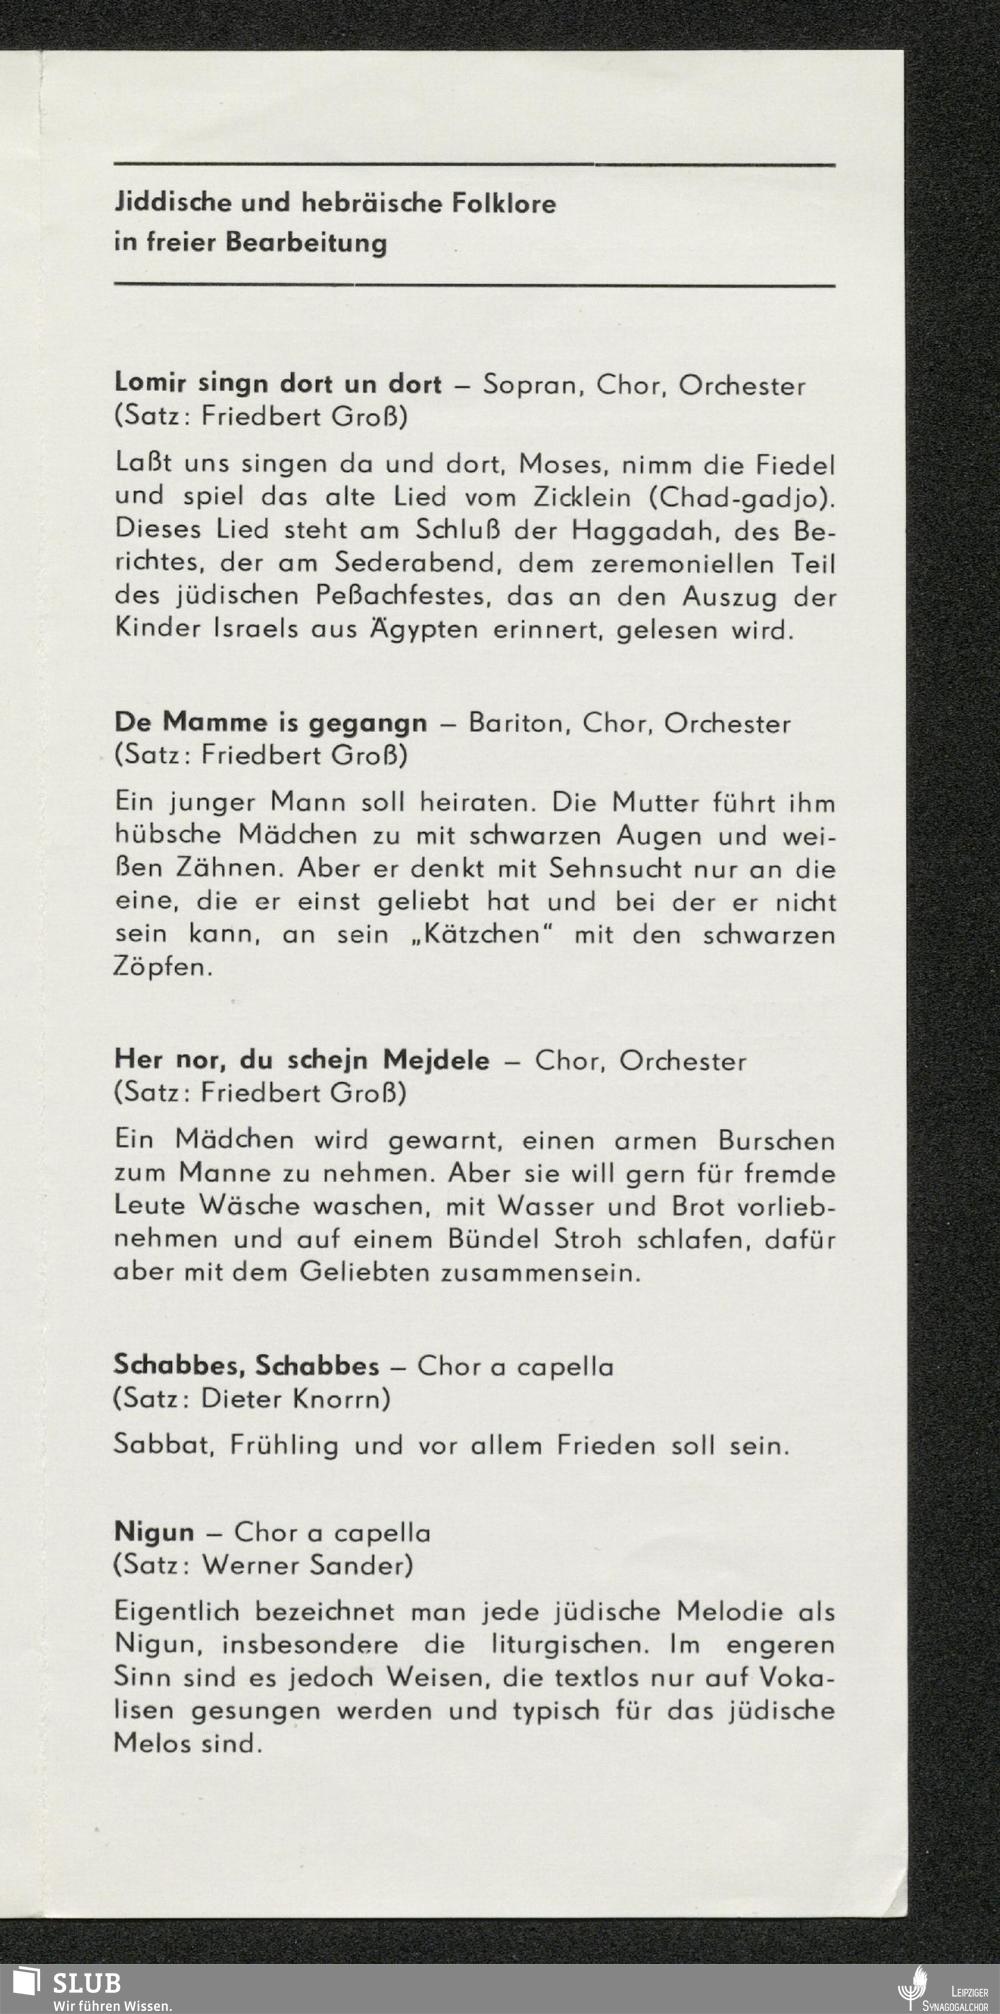 Jiddische und hebräische Folklore
in freier Bearbeitung
Lomir singn dort un dort – Sopran, Chor, Orchester
(Satz: Friedbert Groß)
Laßt uns singen da und dort, Moses, nimm die Fiedel
und spiel das alte Lied vom Zicklein (Chad-gadjo).
Dieses Lied steht am Schluß der Haggadah, des Be-
richtes, der am Sederabend, dem zeremoniellen Teil
des jüdischen Peßachfestes, das an den Auszug der
Kinder Israels aus Ägypten erinnert, gelesen wird.
De Mamme is gegangn – Bariton, Chor, Orchester
(Satz: Friedbert Groß)
Ein junger Mann soll heiraten. Die Mutter führt ihm
hübsche Mädchen zu mit schwarzen Augen und wei-
ßen Zähnen. Aber er denkt mit Sehnsucht nur an die
eine, die er einst geliebt hat und bei der er nicht
sein kann, an sein „Kätzchen“ mit den schwarzen
Zöpfen.
Her nor, du schejn Mejdele – Chor, Orchester
(Satz: Friedbert Groß)
Ein Mädchen wird gewarnt, einen armen Burschen
zum Manne zu nehmen. Aber sie will gern für fremde
Leute Wäsche waschen, mit Wasser und Brot vorlieb-
nehmen und auf einem Bündel Stroh schlafen, dafür
aber mit dem Geliebten zusammensein.
Schabbes, Schabbes – Chor a capella
(Satz: Dieter Knorrn)
Sabbat, Frühling und vor allem Frieden soll sein.
Nigun – Chor a capella
(Satz: Werner Sander)
Eigentlich bezeichnet man jede jüdische Melodie als
Nigun, insbesondere die liturgischen. Im engeren
Sinn sind es jedoch Weisen, die textlos nur auf Voka-
lisen gesungen werden und typisch für das jüdische
Melos sind.
SLUB
Wir führen Wissen.
Leipziger
Synagogalchor